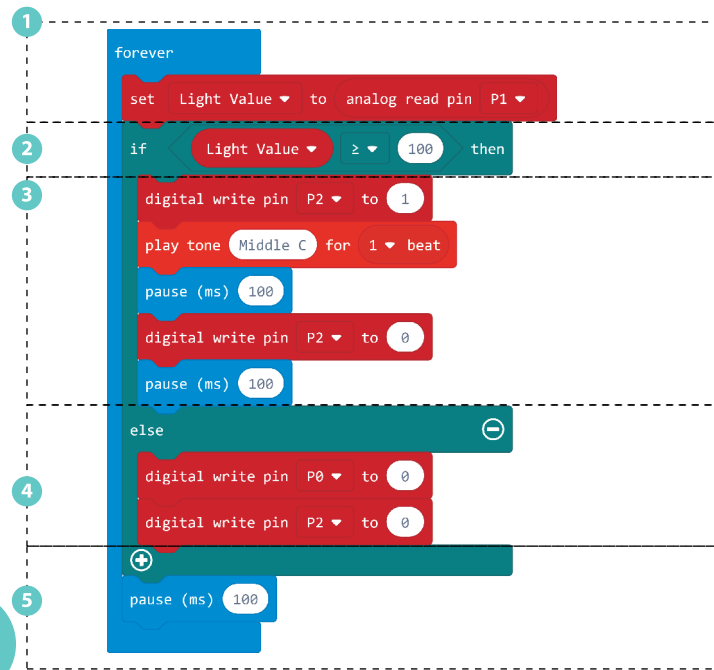 1
forever
set Light Value to analog read pin P1
2
if Light Value ≥ 100 then
3
digital write pin P2 to 1
play tone Middle C for 1 beat
pause (ms) 100
digital write pin P2 to 0
pause (ms) 100
else
4
digital write pin P0 to 0
digital write pin P2 to 0
5
pause (ms) 100